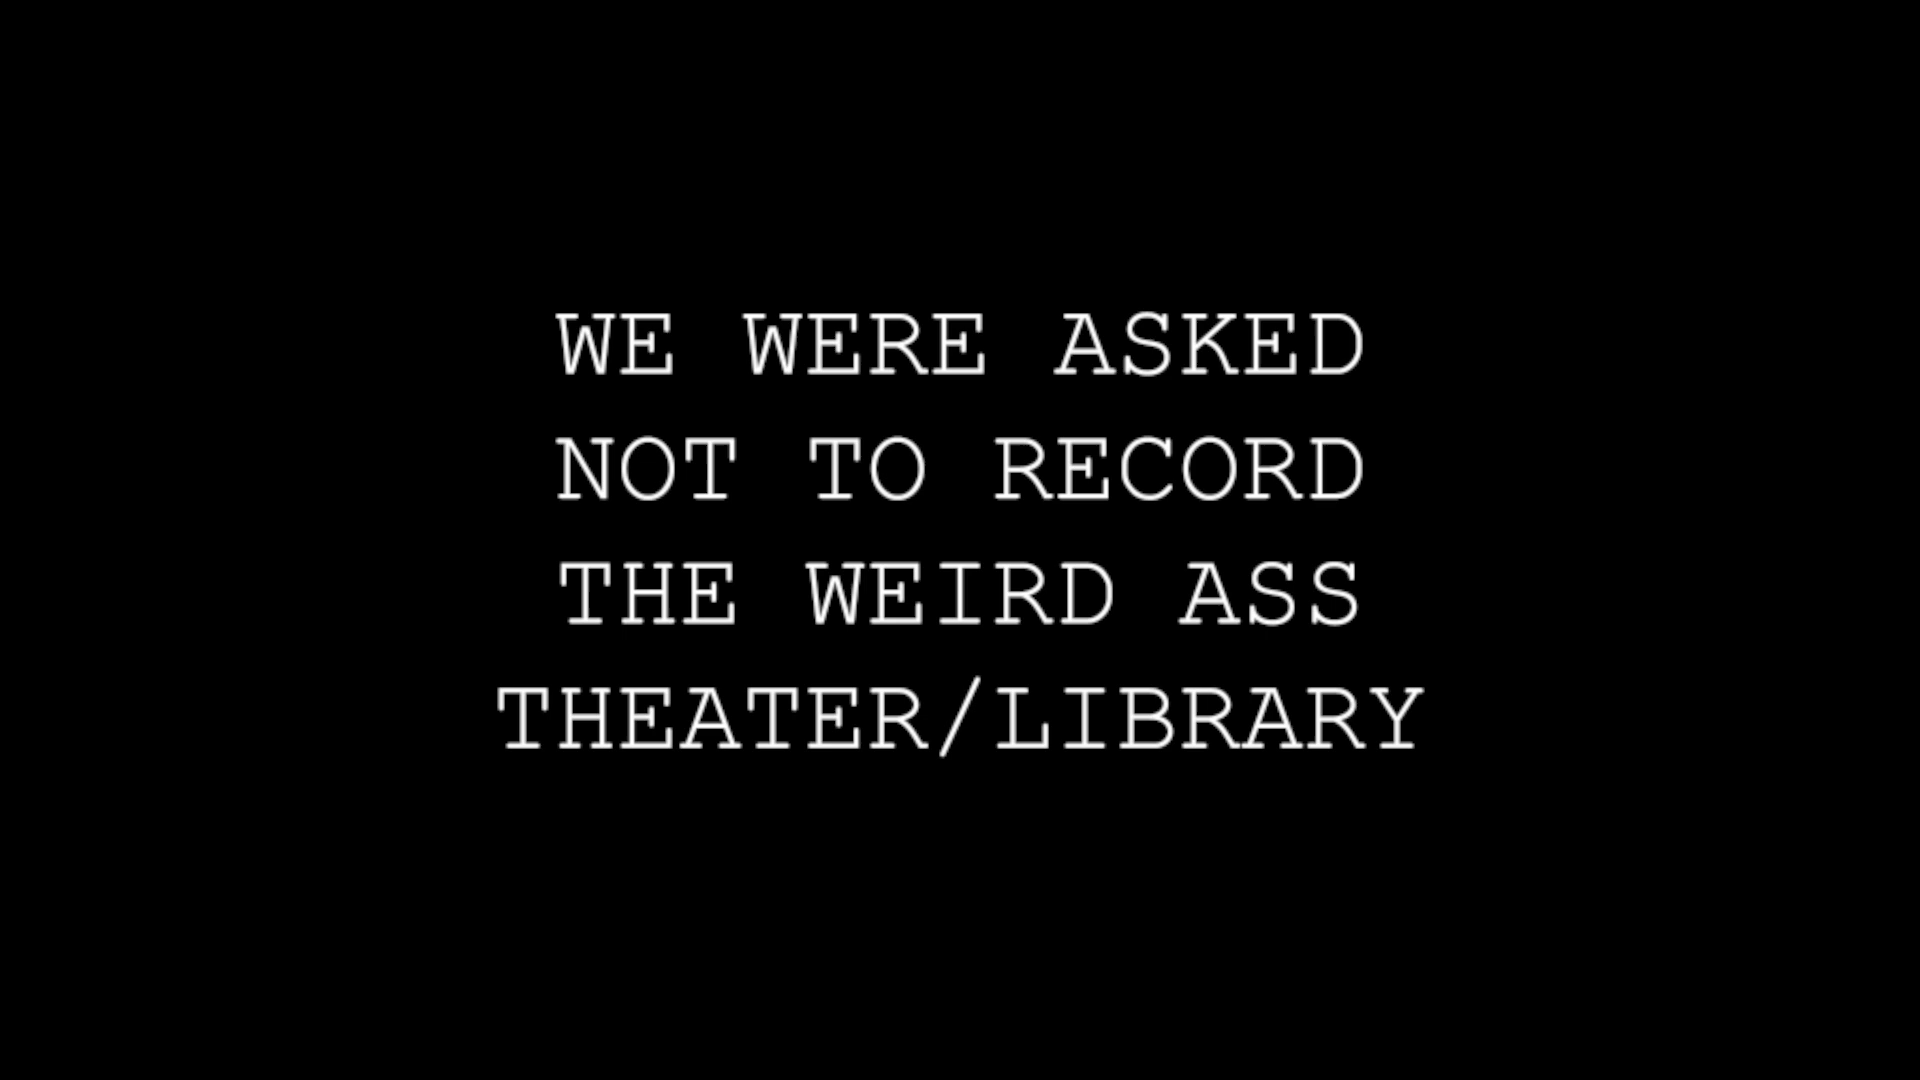 WE WERE ASKED
NOT TO RECORD
THE WEIRD ASS
THEATER/LIBRARY